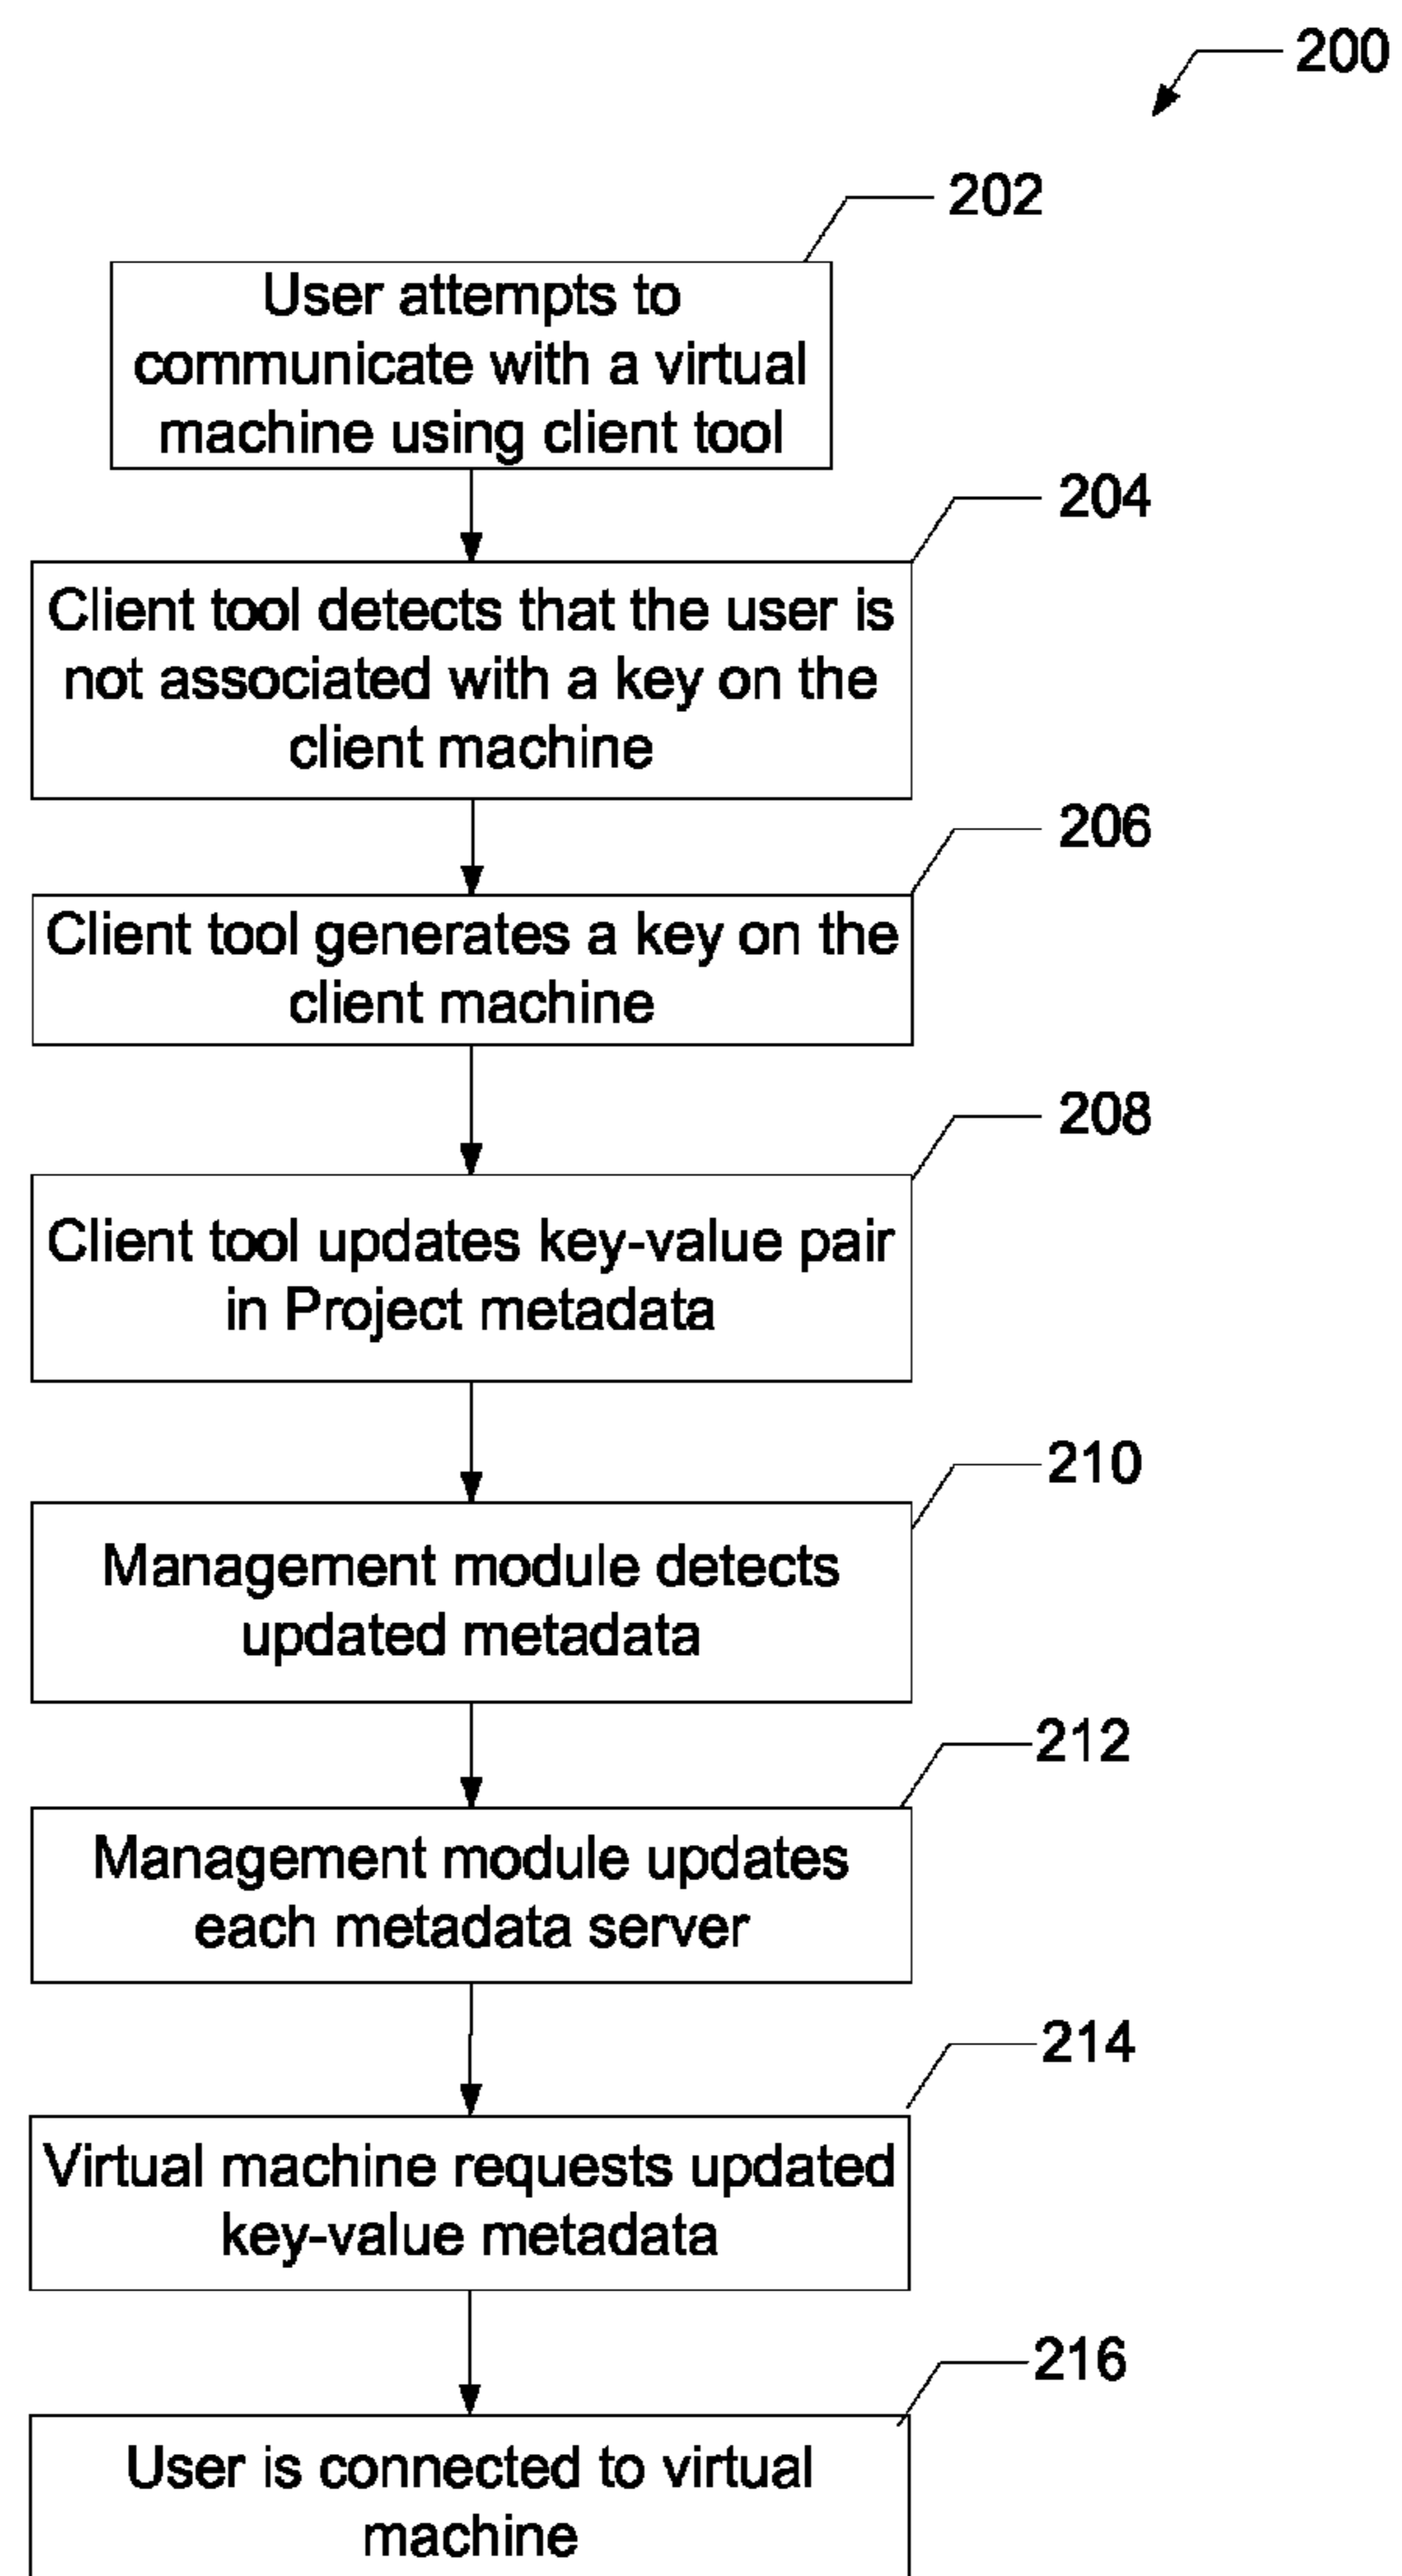 200
202
User attempts to
communicate with a virtual
machine using client tool
204
Client tool detects that the user is
not associated with a key on the
client machine
206
Client tool generates a key on the
client machine
208
Client tool updates key-value pair
in Project metadata
210
Management module detects
updated metadata
212
Management module updates
each metadata server
214
Virtual machine requests updated
key-value metadata
216
User is connected to virtual
machine